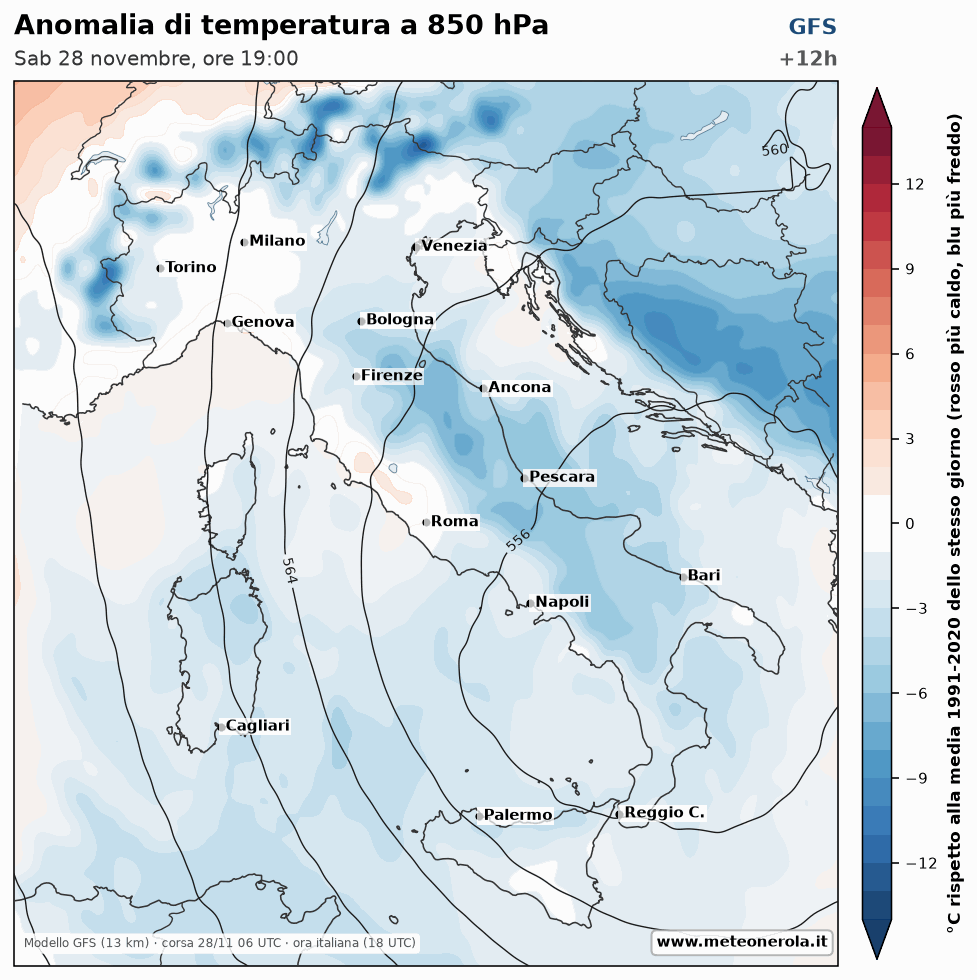 Anomalia di temperatura a 850 hPa
GFS
Sab 28 novembre, ore 19:00
+12h
560
12
9
6
3
0
−3
−6
−9
−12
°C rispetto alla media 1991-2020 dello stesso giorno (rosso più caldo, blu più freddo)
Milano
Venezia
Torino
Genova
Bologna
Firenze
Ancona
Pescara
Roma
556
564
Bari
Napoli
Cagliari
Palermo
Reggio C.
Modello GFS (13 km) · corsa 28/11 06 UTC · ora italiana (18 UTC)
www.meteonerola.it